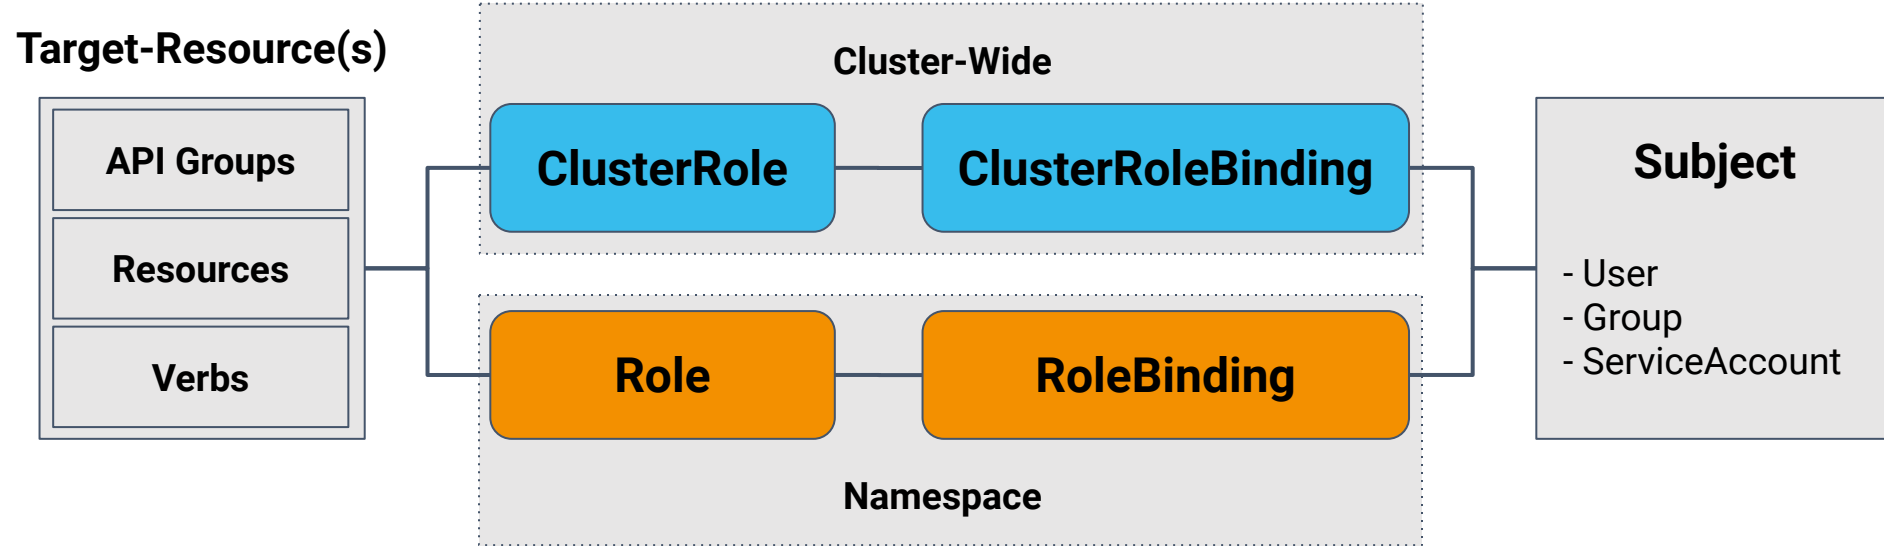 Target-Resource(s)
API Groups
Resources
Verbs
Cluster-Wide
ClusterRole
ClusterRoleBinding
Role
RoleBinding
Namespace
Subject
- User
- Group
- ServiceAccount